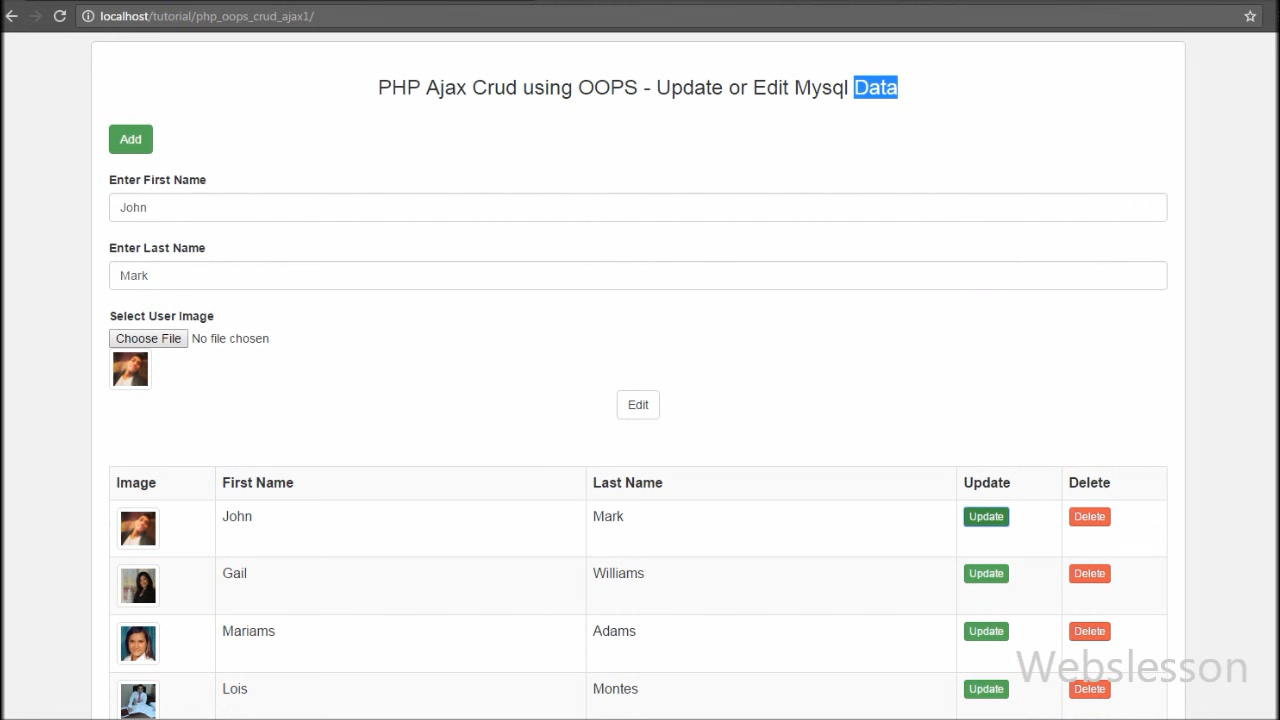 localhost/tutorial/php_oops_crud_ajax1/
PHP Ajax Crud using OOPS - Update or Edit Mysql Data
Add
Enter First Name
John
Enter Last Name
Mark
Select User Image
Choose File No file chosen
Edit
Image First Name Last Name Update Delete
John Mark Update Delete
Gail Williams Update Delete
Mariams Adams Update Delete
Lois Montes Update Delete
Webslesson